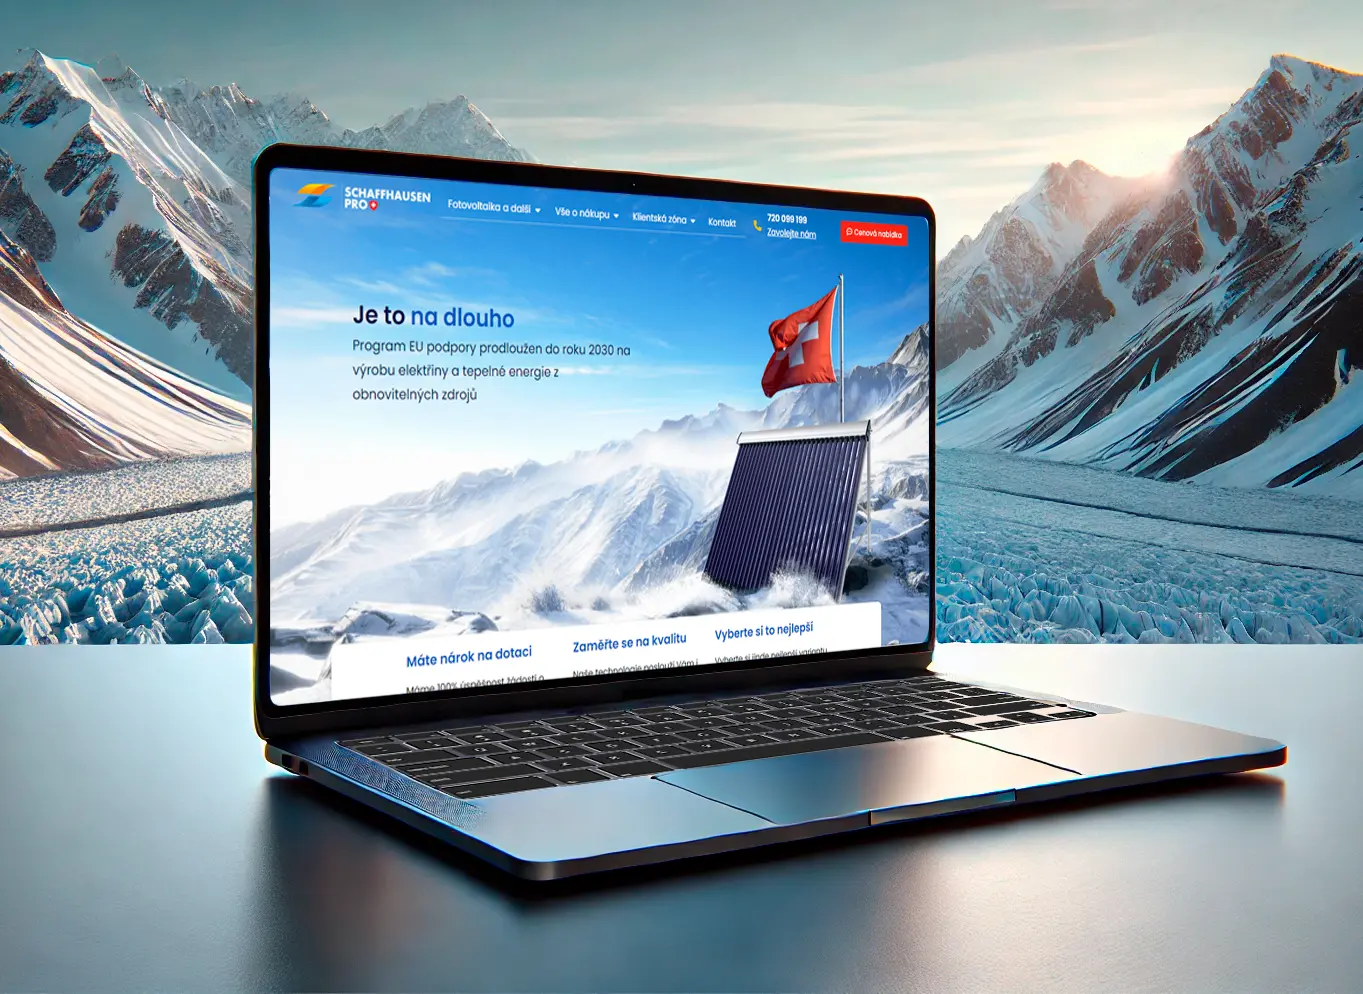 SCHAFFHAUSEN
PRO
Fotovoltaika a další
Vše o nákupu
Klientská zóna
Kontakt
720 099 199
Zavolejte nám
Cenová nabídka
Je to na dlouho
Program EU podpory prodloužen do roku 2030 na
výrobu elektřiny a tepelné energie z
obnovitelných zdrojů
Máte nárok na dotaci
Máme 100% úspěšnost žádostí o
Zaměřte se na kvalitu
Naše technologie poslouží Vám i
Vyberte si to nejlepší
Vyberte si jinde nejlepší variantu